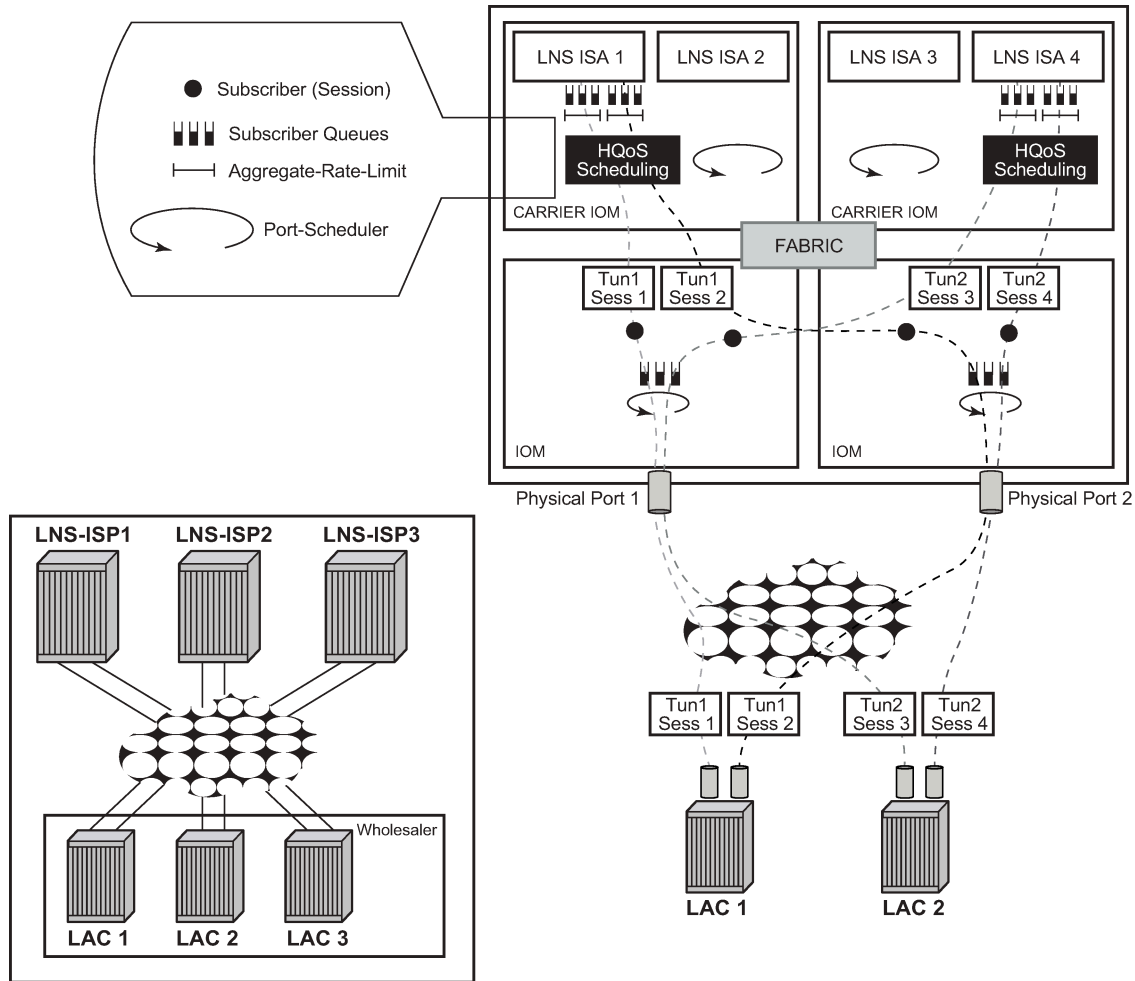 Subscriber (Session)
Subscriber Queues
Aggregate-Rate-Limit
Port-Scheduler
LNS ISA 1
LNS ISA 2
LNS ISA 3
LNS ISA 4
HQoS
Scheduling
HQoS
Scheduling
CARRIER IOM
CARRIER IOM
FABRIC
Tun1
Sess 1
Tun1
Sess 2
Tun2
Sess 3
Tun2
Sess 4
IOM
IOM
Physical Port 1
Physical Port 2
LNS-ISP1
LNS-ISP2
LNS-ISP3
Wholesaler
LAC 1
LAC 2
LAC 3
Tun1
Sess 1
Tun1
Sess 2
Tun2
Sess 3
Tun2
Sess 4
LAC 1
LAC 2